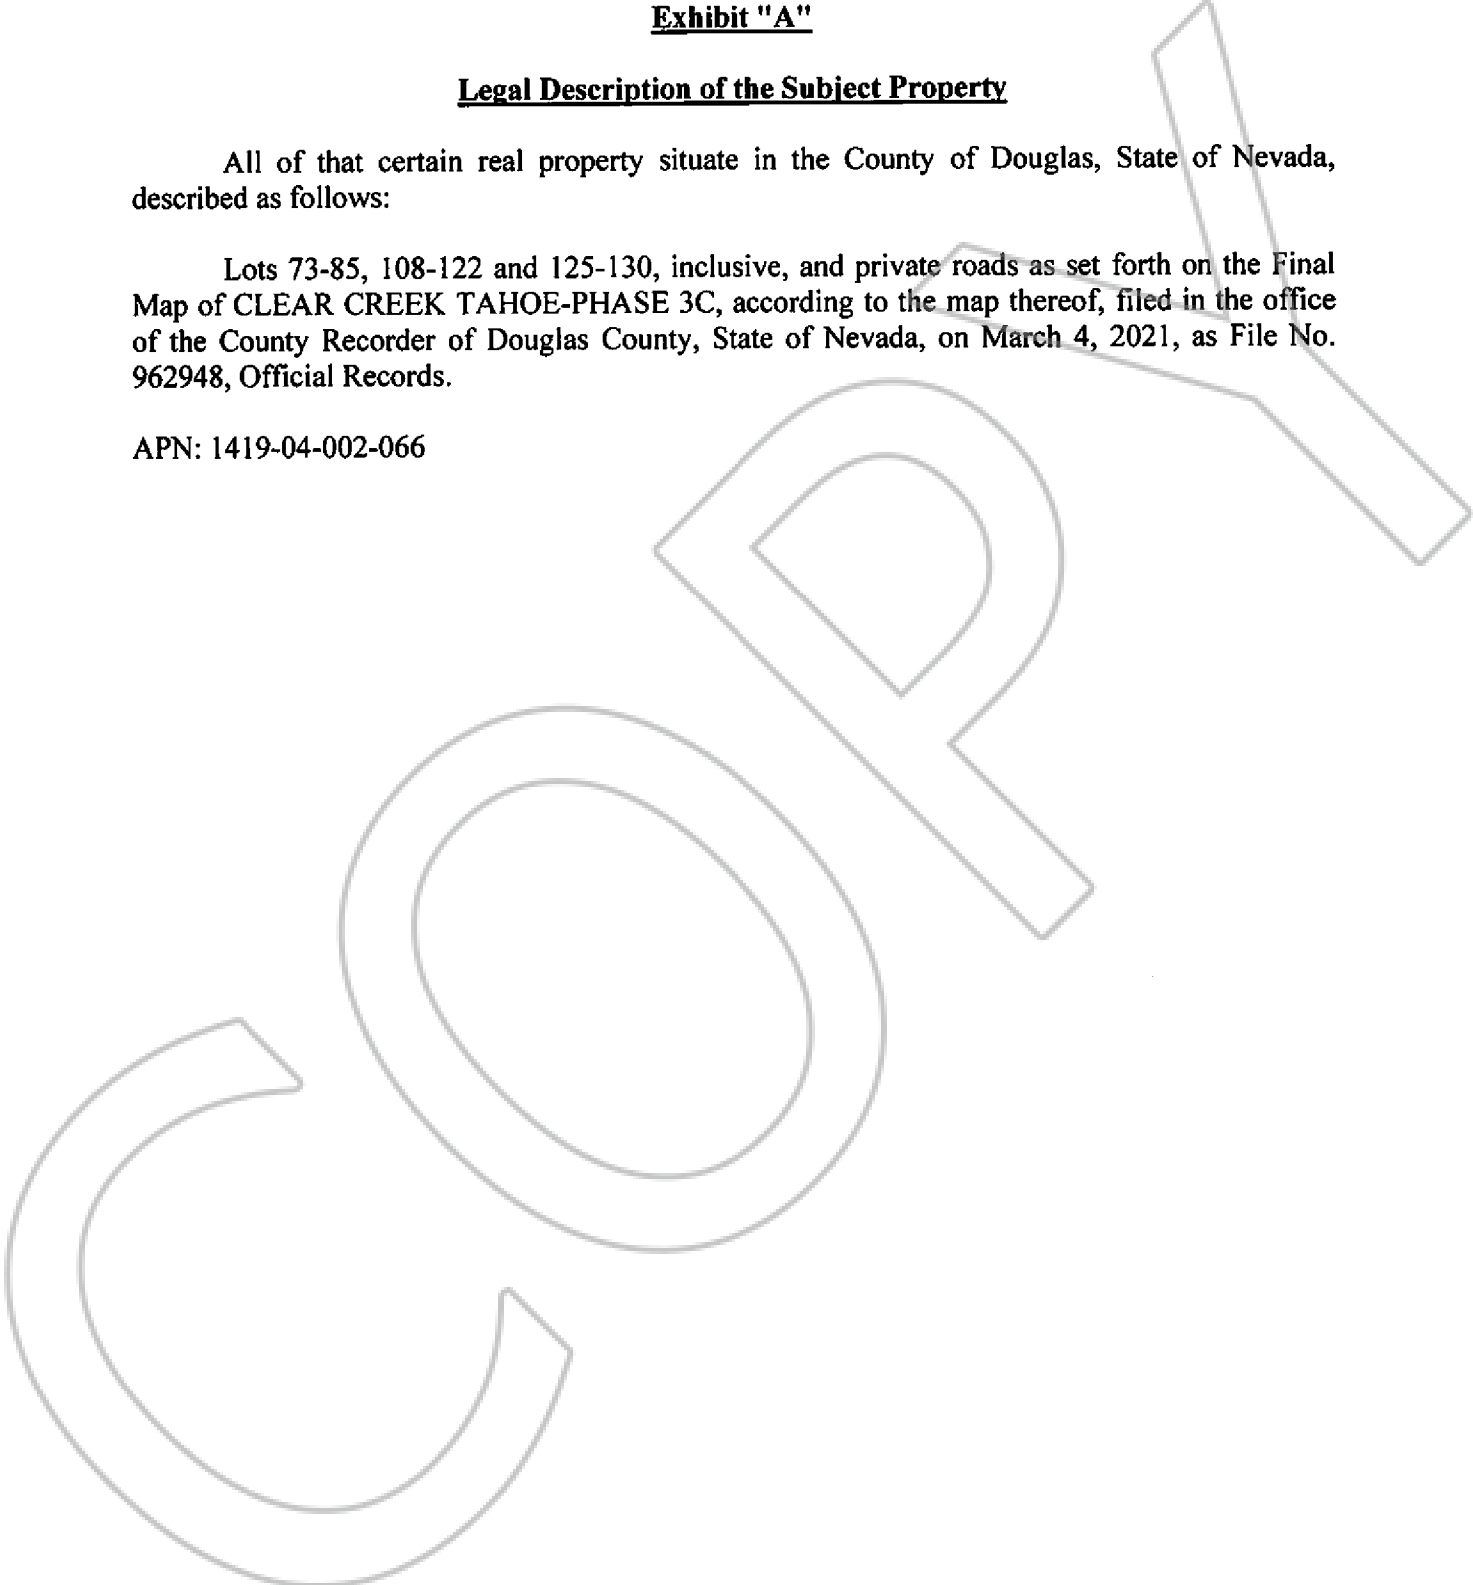 Exhibit "A"
Legal Description of the Subject Property
All of that certain real property situate in the County of Douglas, State of Nevada,
described as follows:
Lots 73-85, 108-122 and 125-130, inclusive, and private roads as set forth on the Final
Map of CLEAR CREEK TAHOE-PHASE 3C, according to the map thereof, filed in the office
of the County Recorder of Douglas County, State of Nevada, on March 4, 2021, as File No.
962948, Official Records.
APN: 1419-04-002-066
COPY